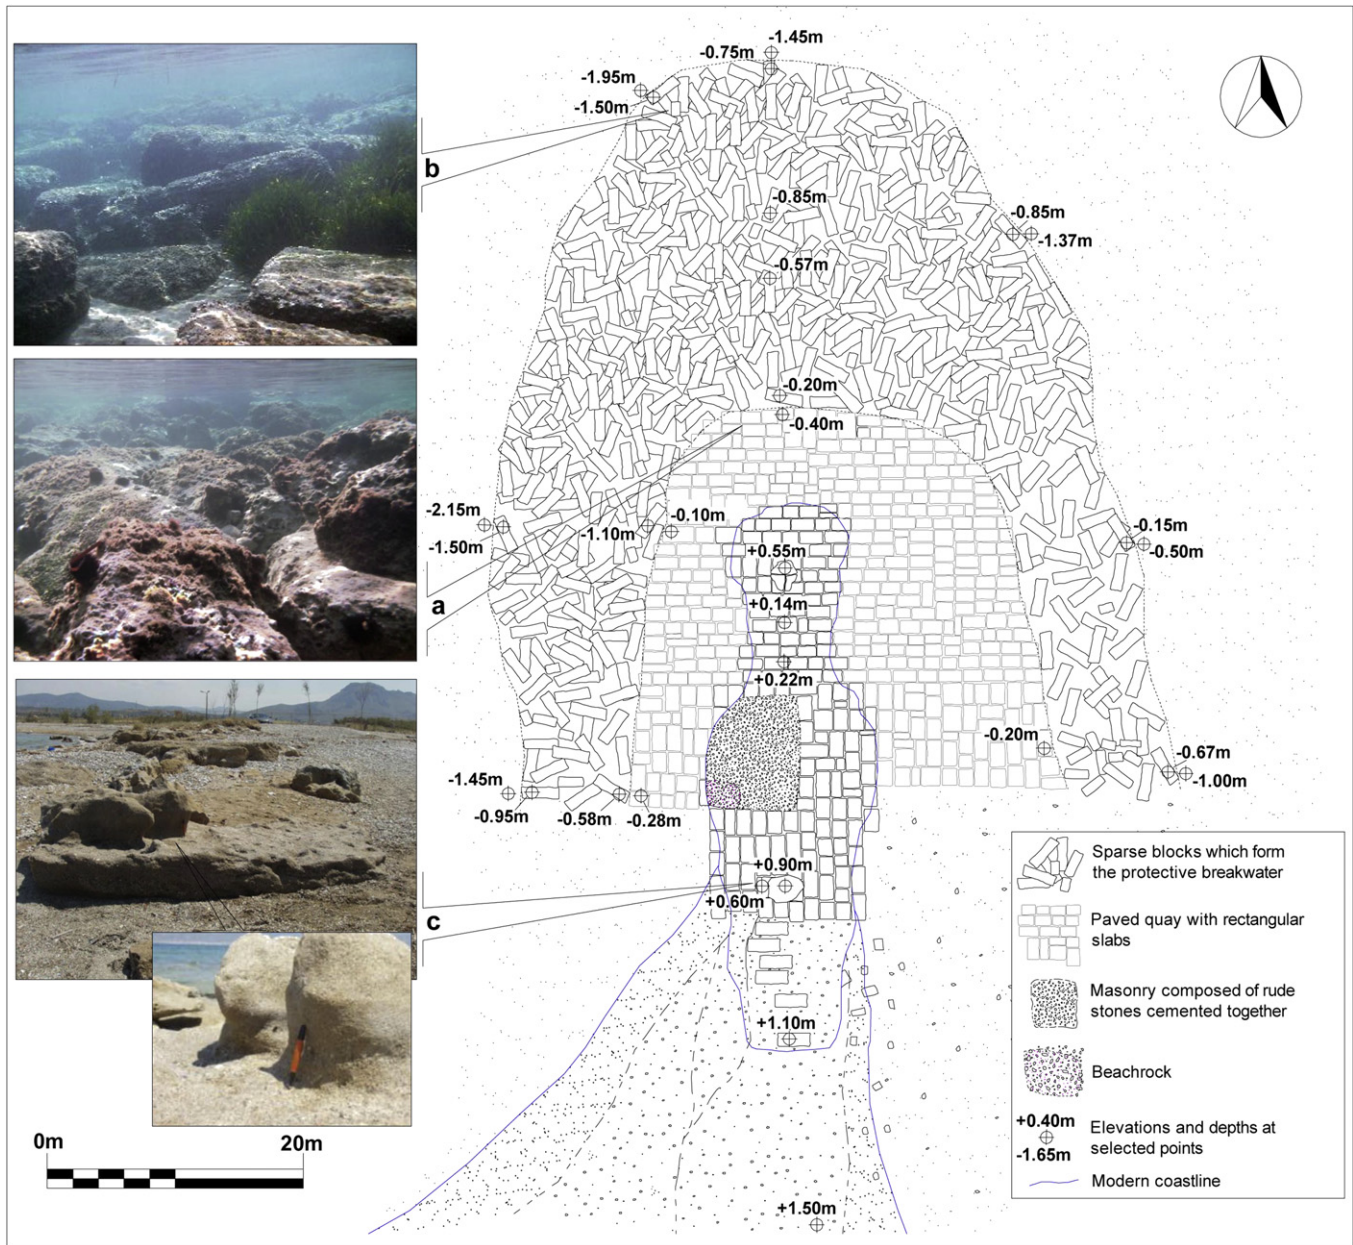 -1.45m
-0.75m
-1.95m
-1.50m
b
-0.85m
-0.85m
-1.37m
-0.57m
-0.20m
-0.40m
-2.15m
-1.50m
-1.10m
-0.10m
-0.15m
-0.50m
+0.55m
a
+0.14m
+0.22m
-0.20m
-0.67m
-1.00m
-1.45m
-0.95m
-0.58m
-0.28m
+0.90m
+0.60m
c
+1.10m
+1.50m
0m 20m
Sparse blocks which form
the protective breakwater
Paved quay with rectangular
slabs
Masonry composed of rude
stones cemented together
Beachrock
+0.40m
-1.65m
Elevations and depths at
selected points
Modern coastline